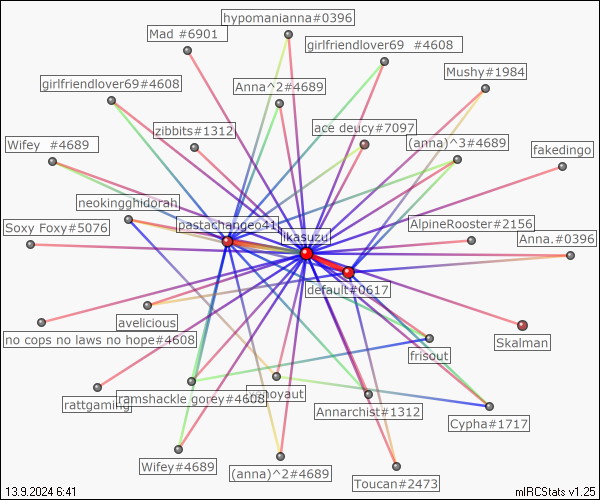 hypomanianna#0396
Mad #6901
girlfriendlover69 #4608
Mushy#1984
girlfriendlover69#4608
Anna^2#4689
zibbits#1312
ace deucy#7097
Wifey #4689
(anna)^3#4689
fakedingo
neokingghidorah
pastachange041
Soxy Foxy#5076
ikasuzu
AlpineRooster#2156
Anna.#0396
default#0617
avelicious
no cops no laws no hope#4608
Skalman
frisout
rattgaming
ramshackle gorey#4608
Annarchist#1312
Cypha#1717
Wifey#4689
(anna)^2#4689
Toucan#2473
13.9.2024 6:41
mIRCStats v1.25